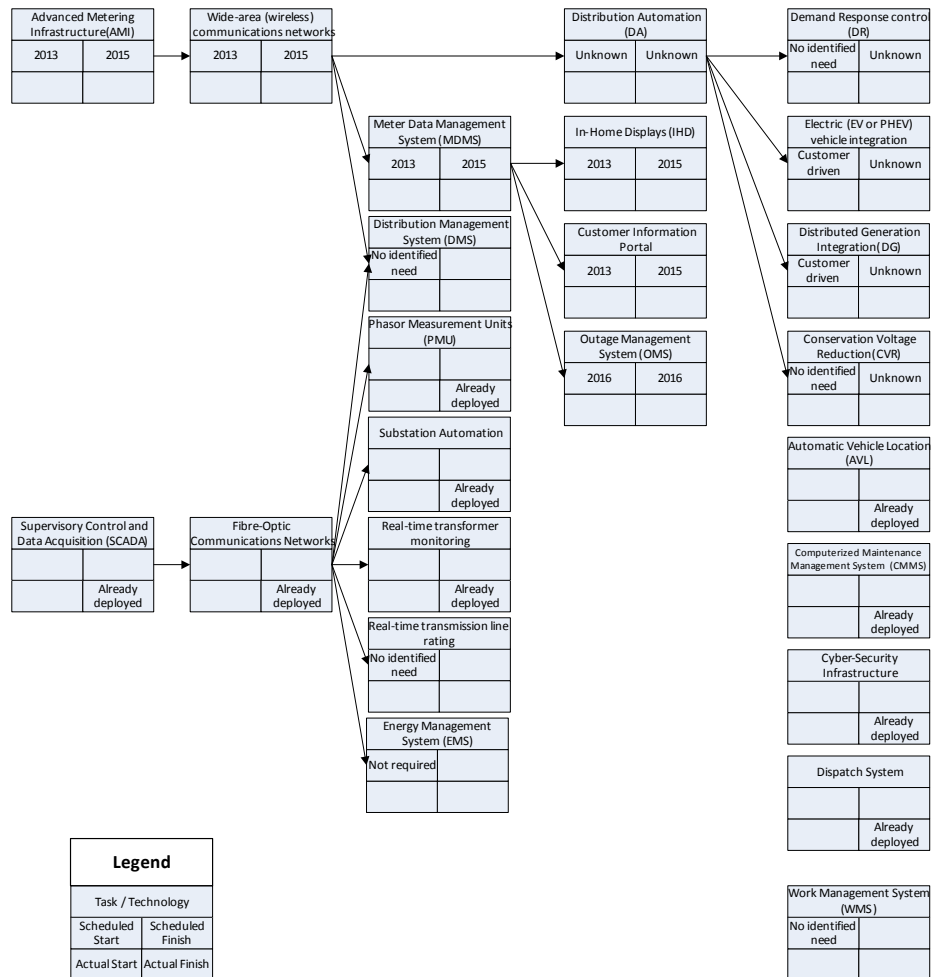 Advanced Metering
Infrastructure(AMI)
2013 2015
Wide-area (wireless)
communications networks
2013 2015
Distribution Automation
(DA)
Unknown Unknown
Demand Response control
(DR)
No identified
need
Unknown
Meter Data Management
System (MDMS)
2013 2015
In-Home Displays (IHD)
2013 2015
Electric (EV or PHEV)
vehicle integration
Customer
driven
Unknown
Distribution Management
System (DMS)
No identified
need
Customer Information
Portal
2013 2015
Distributed Generation
Integration(DG)
Customer
driven
Unknown
Phasor Measurement Units
(PMU)
Already
deployed
Outage Management
System (OMS)
2016 2016
Conservation Voltage
Reduction(CVR)
No identified
need
Unknown
Substation Automation
Already
deployed
Automatic Vehicle Location
(AVL)
Already
deployed
Supervisory Control and
Data Acquisition (SCADA)
Already
deployed
Fibre-Optic
Communications Networks
Already
deployed
Real-time transformer
monitoring
Already
deployed
Computerized Maintenance
Management System (CMMS)
Already
deployed
Real-time transmission line
rating
No identified
need
Cyber-Security
Infrastructure
Already
deployed
Energy Management
System (EMS)
Not required
Dispatch System
Already
deployed
Legend
Task / Technology
Scheduled
Start
Scheduled
Finish
Actual Start Actual Finish
Work Management System
(WMS)
No identified
need